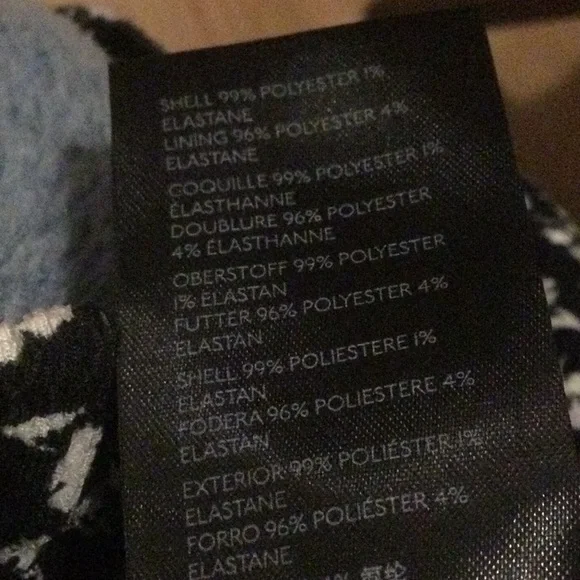 SHELL 99% POLYESTER 1%
ELASTANE
LINING 96% POLYESTER 4%
ELASTANE
COQUILLE 99% POLYESTER 1%
ÉLASTHANNE
DOUBLURE 96% POLYESTER
4% ÉLASTHANNE
OBERSTOFF 99% POLYESTER
1% ELASTAN
FUTTER 96% POLYESTER 4%
ELASTAN
SHELL 99% POLIESTERE 1%
ELASTAN
FODERA 96% POLIESTERE 4%
ELASTAN
EXTERIOR 99% POLIÉSTER 1%
ELASTANE
FORRO 96% POLIÉSTER 4%
ELASTANE